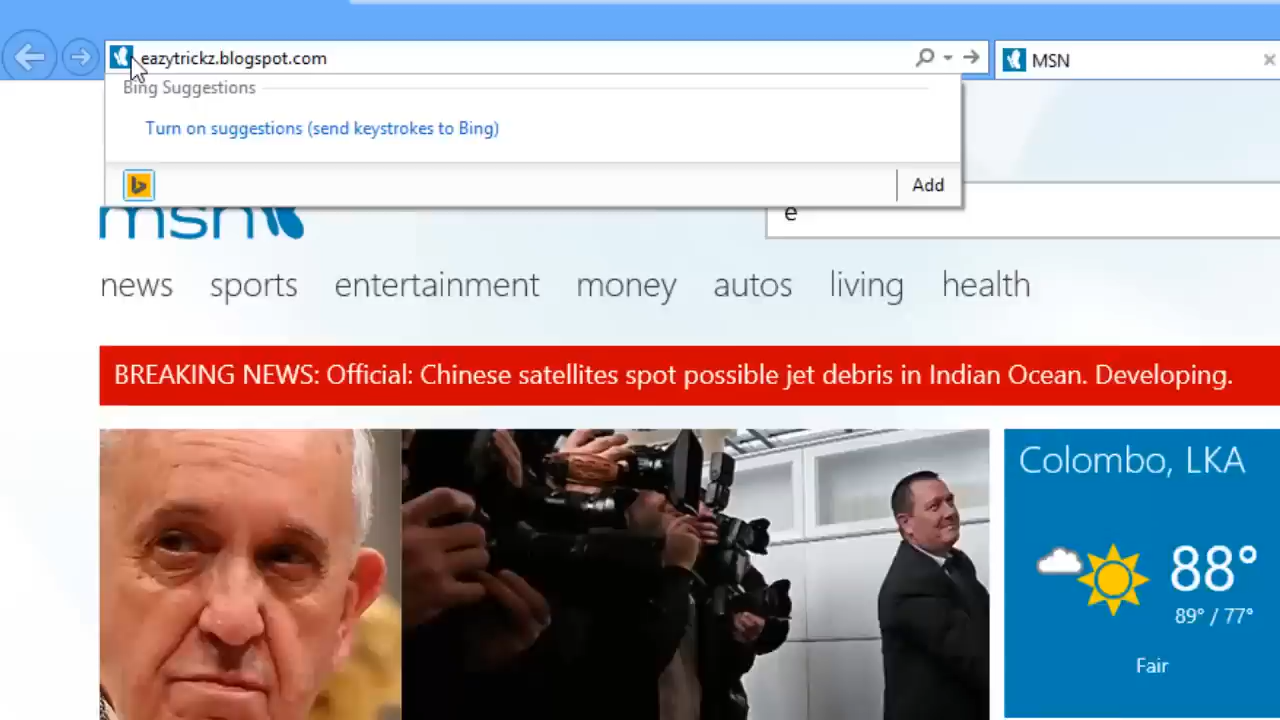 eazytrickz.blogspot.com
MSN
Bing Suggestions
Turn on suggestions (send keystrokes to Bing)
Add
msn
e
news sports entertainment money autos living health
BREAKING NEWS: Official: Chinese satellites spot possible jet debris in Indian Ocean. Developing.
Colombo, LKA
88°
89° / 77°
Fair